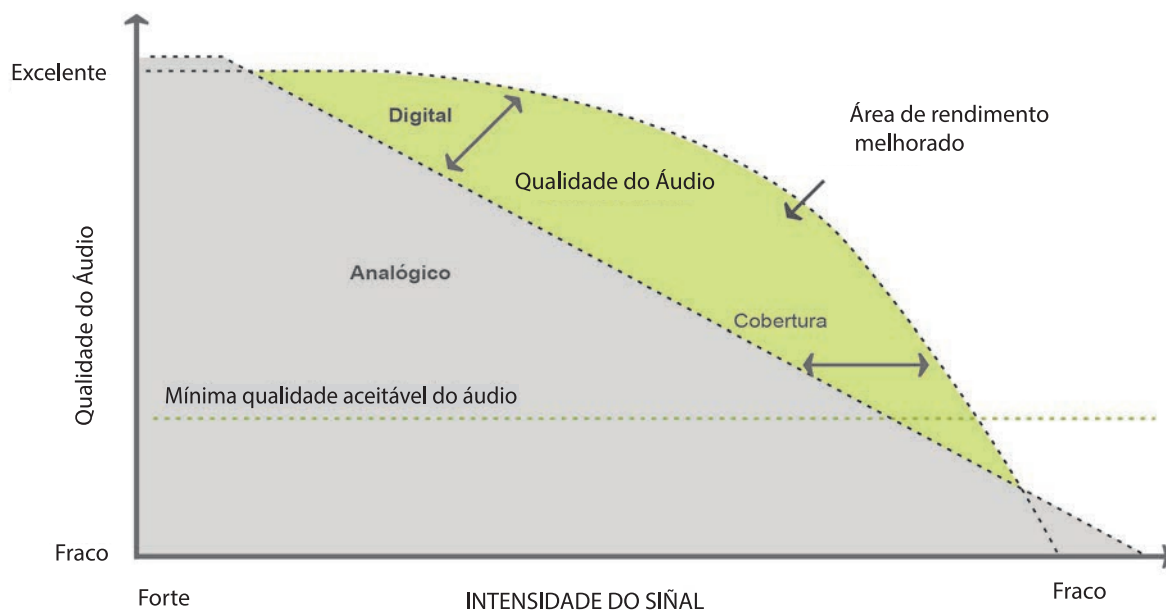 Excelente
Digital
Área de rendimento
melhorado
Qualidade do Áudio
Analógico
Qualidade do Áudio
Cobertura
Mínima qualidade aceitável do áudio
Fraco
Forte
INTENSIDADE DO SIÑAL
Fraco